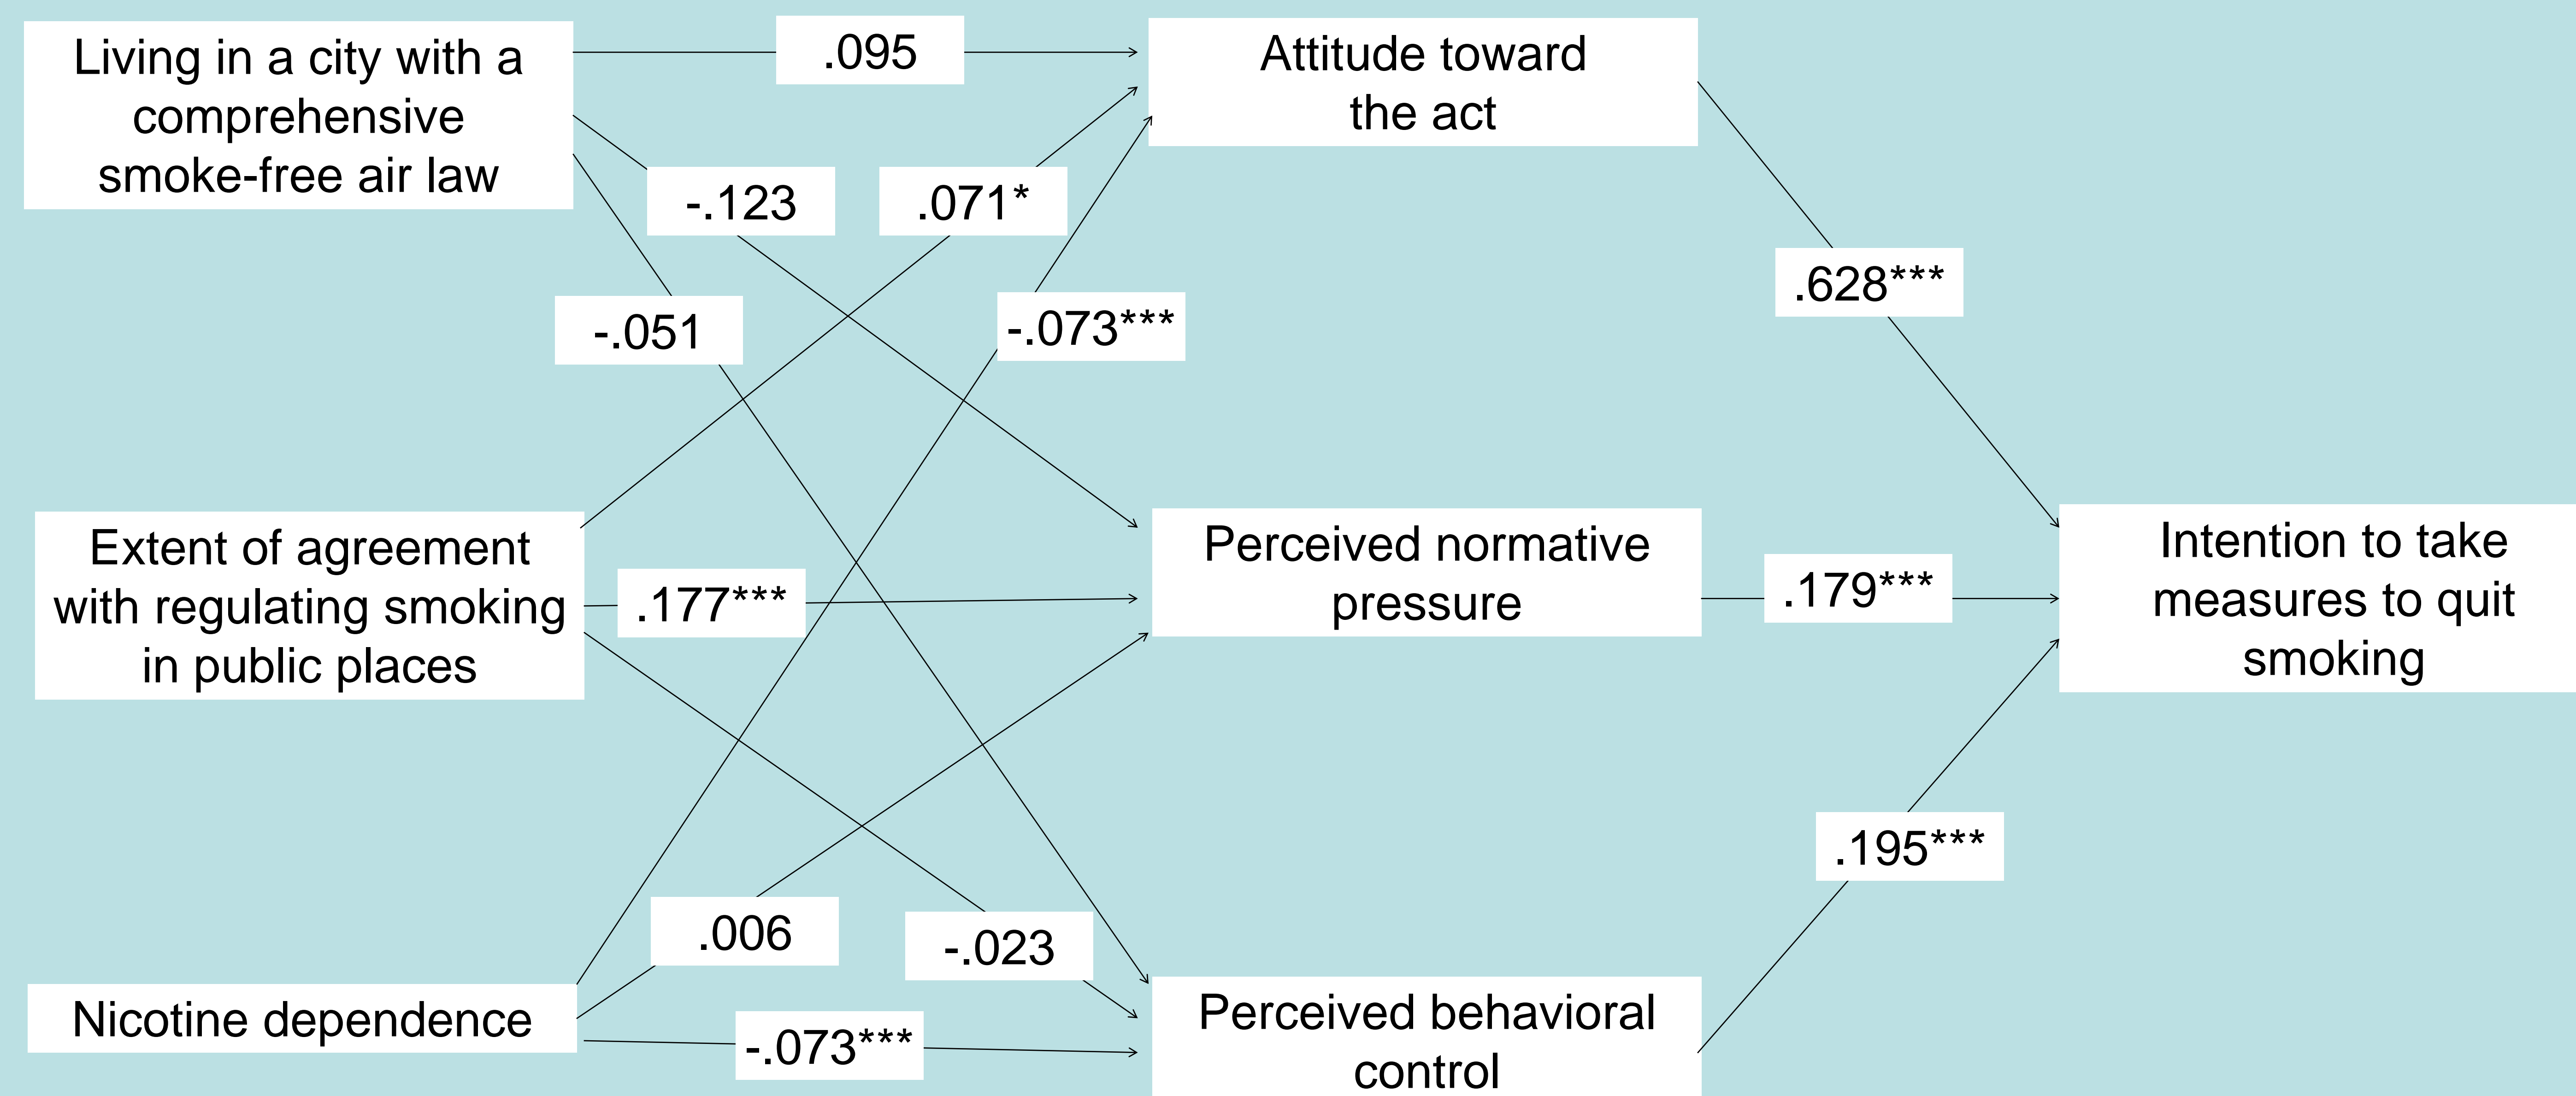 Living in a city with a
comprehensive
smoke-free air law
.095
Attitude toward
the act
-.123
.071*
-.051
-.073***
.628***
Extent of agreement
with regulating smoking
in public places
.177***
Perceived normative
pressure
.179***
Intention to take
measures to quit
smoking
.195***
.006
-.023
Nicotine dependence
-.073***
Perceived behavioral
control